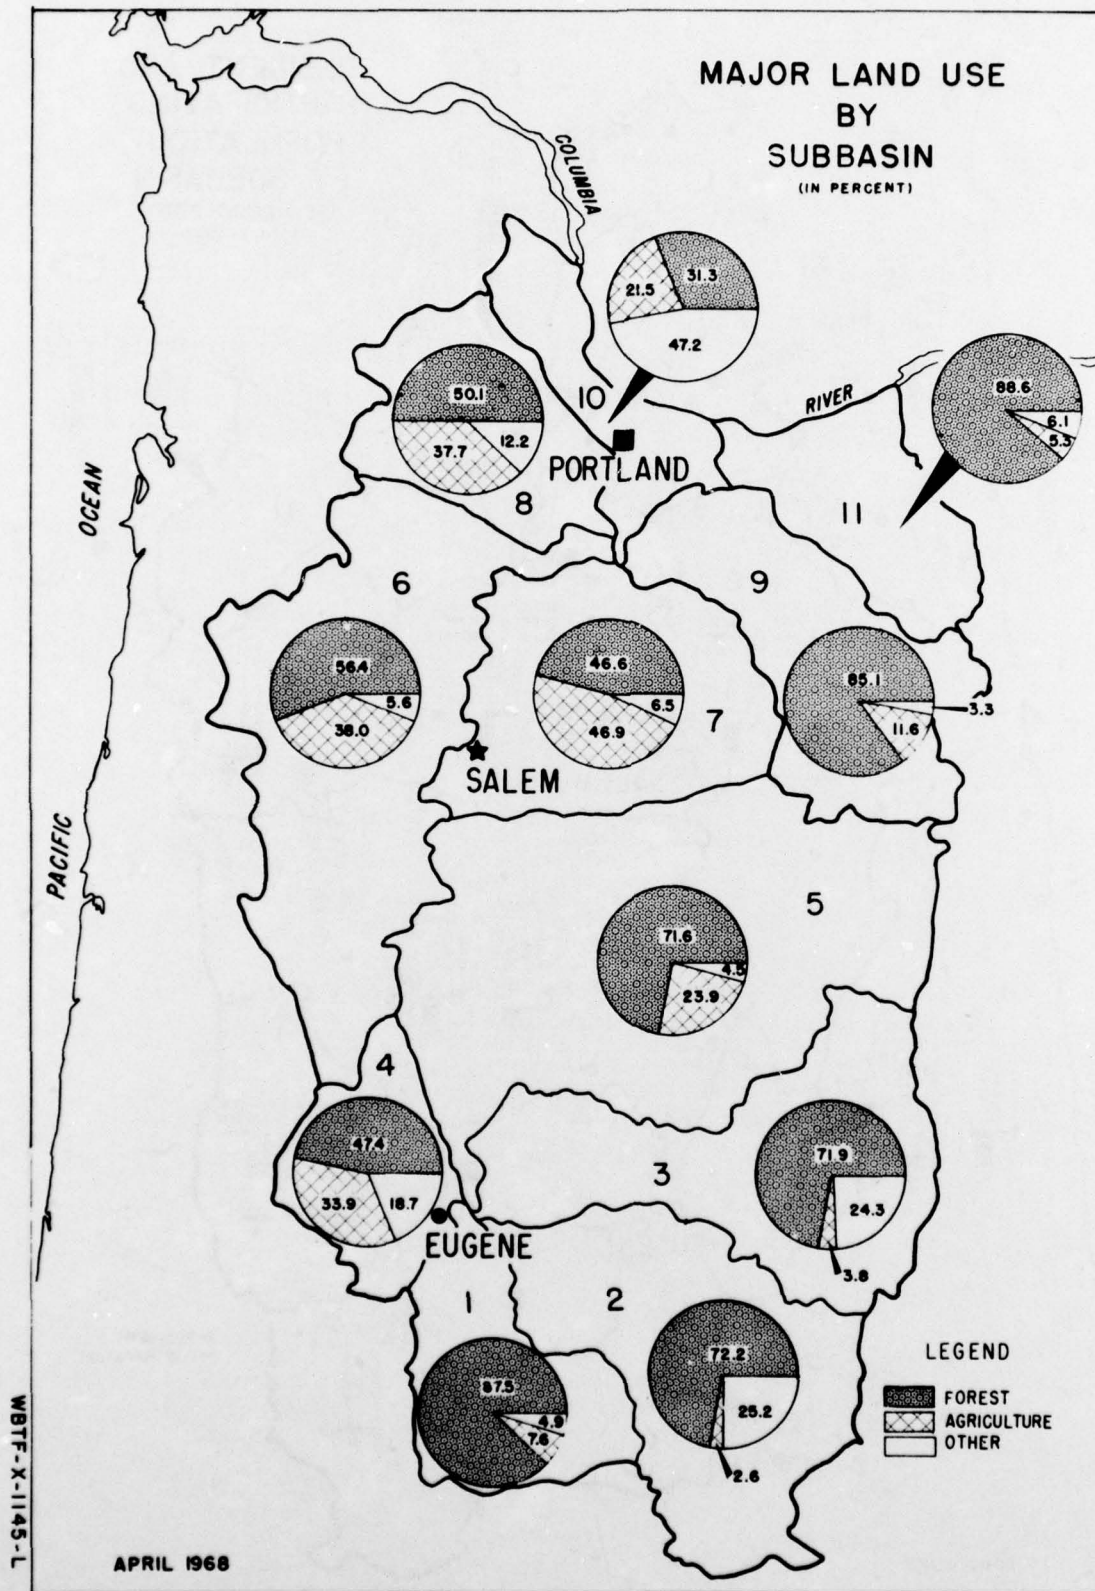 MAJOR LAND USE
BY
SUBBASIN
(IN PERCENT)
COLUMBIA
RIVER
31.3
21.5
47.2
10
88.6
6.1
5.3
11
50.1
37.7
12.2
8
PORTLAND
OCEAN
PACIFIC
6
56.4
5.6
38.0
46.6
6.5
46.9
7
9
85.1
3.3
11.6
SALEM
5
71.6
4.5
23.9
4
47.4
33.9
18.7
EUGENE
3
71.9
24.3
3.8
1
87.5
4.9
7.6
2
72.2
25.2
2.6
LEGEND
FOREST
AGRICULTURE
OTHER
WBTF-X-1145-L
APRIL 1968